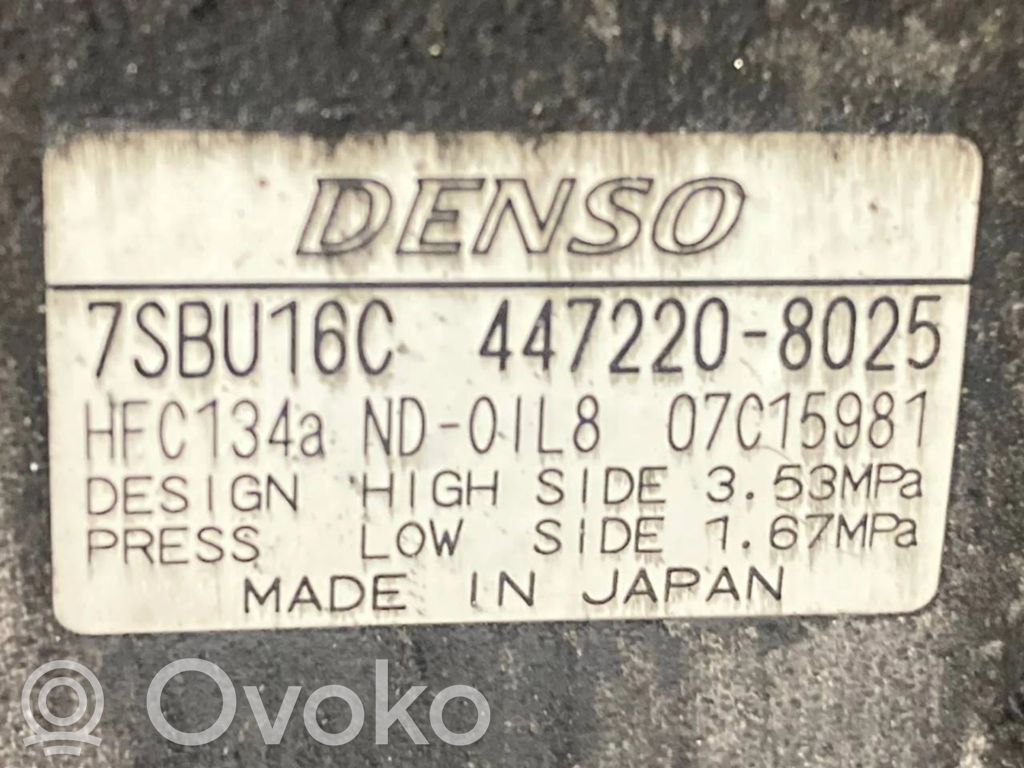 DENSO
7SBU16C 447220-8025
HFC134a ND-OIL8 07C15981
DESIGN HIGH SIDE 3.53MPa
PRESS LOW SIDE 1.67MPa
MADE IN JAPAN
R Ovoko